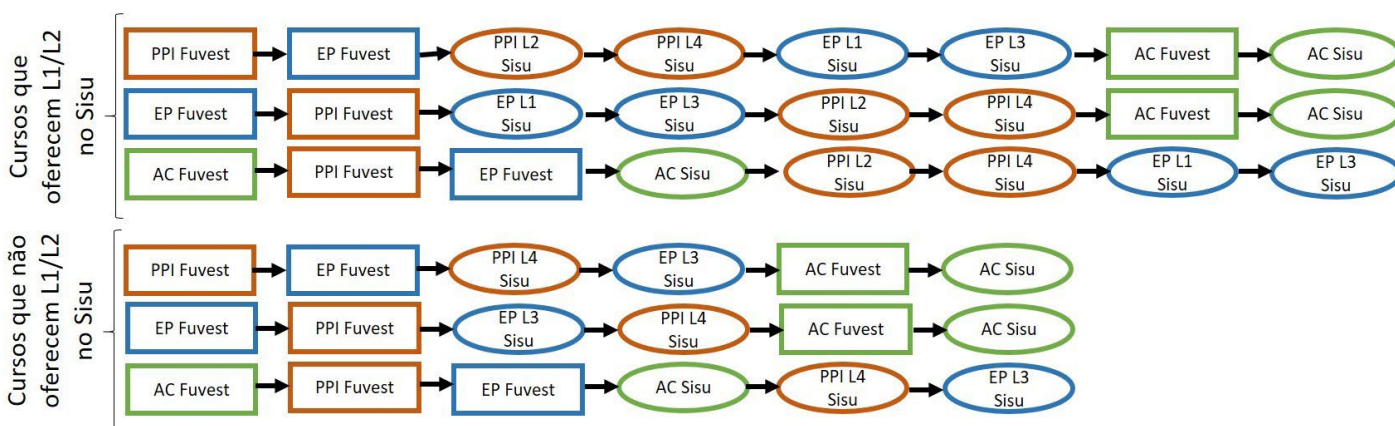 Cursos que
oferecem L1/L2
no Sisu
PPI Fuvest
EP Fuvest
PPI L2
Sisu
PPI L4
Sisu
EP L1
Sisu
EP L3
Sisu
AC Fuvest
AC Sisu
EP Fuvest
PPI Fuvest
EP L1
Sisu
EP L3
Sisu
PPI L2
Sisu
PPI L4
Sisu
AC Fuvest
AC Sisu
AC Fuvest
PPI Fuvest
EP Fuvest
AC Sisu
PPI L2
Sisu
PPI L4
Sisu
EP L1
Sisu
EP L3
Sisu
Cursos que não
oferecem L1/L2
no Sisu
PPI Fuvest
EP Fuvest
PPI L4
Sisu
EP L3
Sisu
AC Fuvest
AC Sisu
EP Fuvest
PPI Fuvest
EP L3
Sisu
PPI L4
Sisu
AC Fuvest
AC Sisu
AC Fuvest
PPI Fuvest
EP Fuvest
AC Sisu
PPI L4
Sisu
EP L3
Sisu